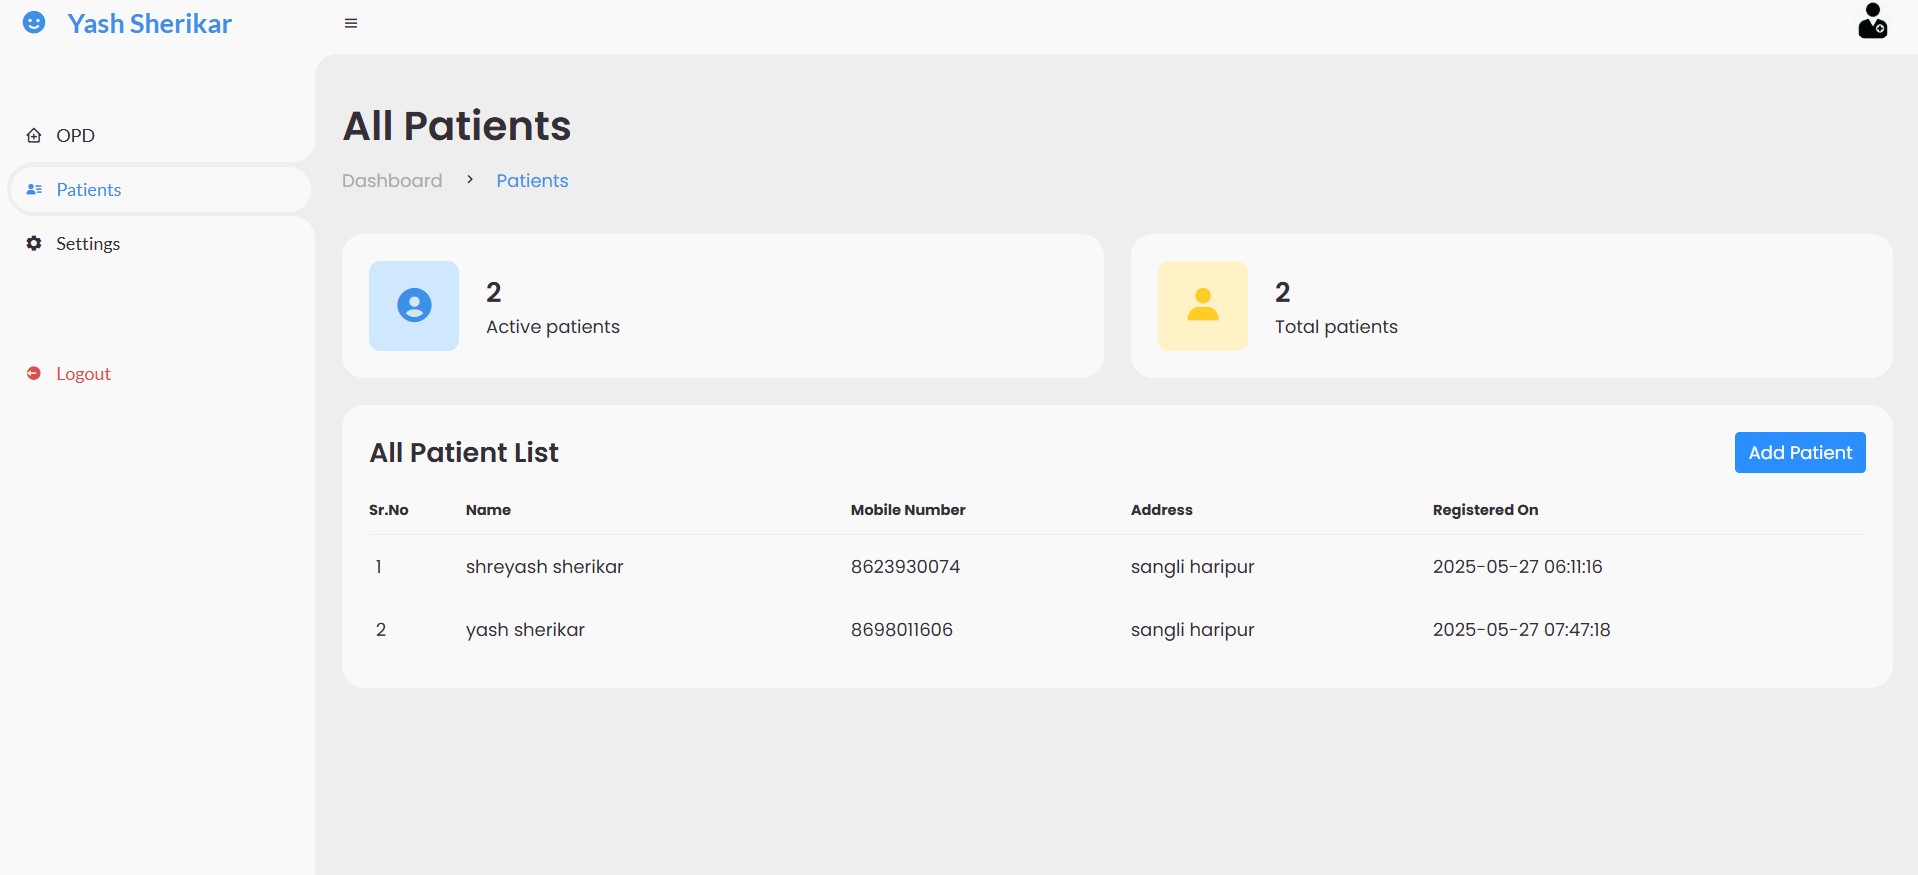 Yash Sherikar
OPD
Patients
Settings
Logout
All Patients
Dashboard > Patients
2
Active patients
2
Total patients
All Patient List
Add Patient
Sr.No Name Mobile Number Address Registered On
1 shreyash sherikar 8623930074 sangli haripur 2025-05-27 06:11:16
2 yash sherikar 8698011606 sangli haripur 2025-05-27 07:47:18